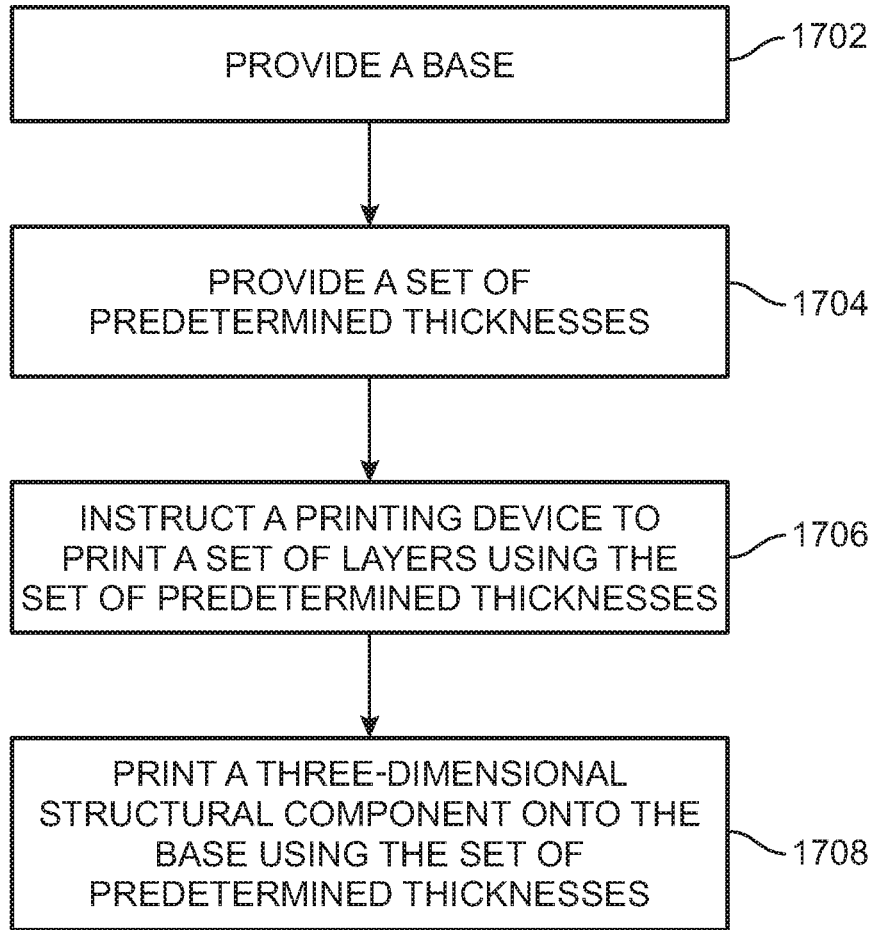 PROVIDE A BASE
1702
PROVIDE A SET OF
PREDETERMINED THICKNESSES
1704
INSTRUCT A PRINTING DEVICE TO
PRINT A SET OF LAYERS USING THE
SET OF PREDETERMINED THICKNESSES
1706
PRINT A THREE-DIMENSIONAL
STRUCTURAL COMPONENT ONTO THE
BASE USING THE SET OF
PREDETERMINED THICKNESSES
1708